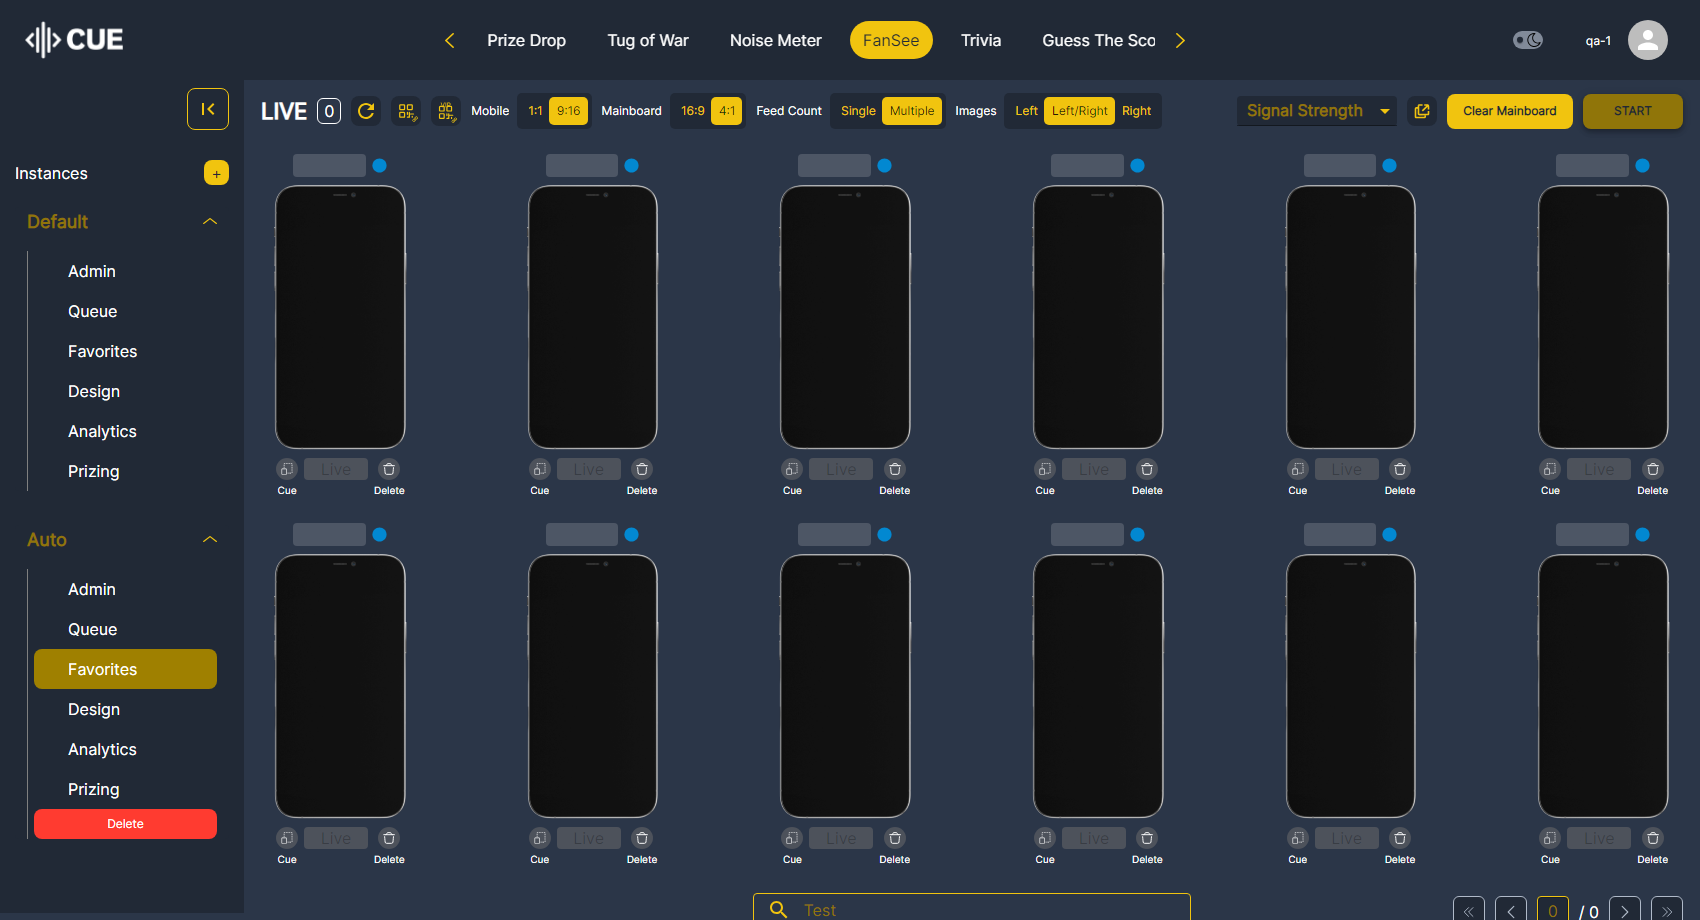 CUE
Prize Drop Tug of War Noise Meter FanSee Trivia Guess The Sco
qa-1
LIVE 0 Mobile 1:1 9:16 Mainboard 16:9 4:1 Feed Count Single Multiple Images Left Left/Right Right Signal Strength Clear Mainboard START
Instances +
Default
Admin
Queue
Favorites
Design
Analytics
Prizing
Auto
Admin
Queue
Favorites
Design
Analytics
Prizing
Delete
Live Live Live Live Live Live
Cue Delete Cue Delete Cue Delete Cue Delete Cue Delete Cue Delete
Live Live Live Live Live Live
Cue Delete Cue Delete Cue Delete Cue Delete Cue Delete Cue Delete
Test
0 / 0